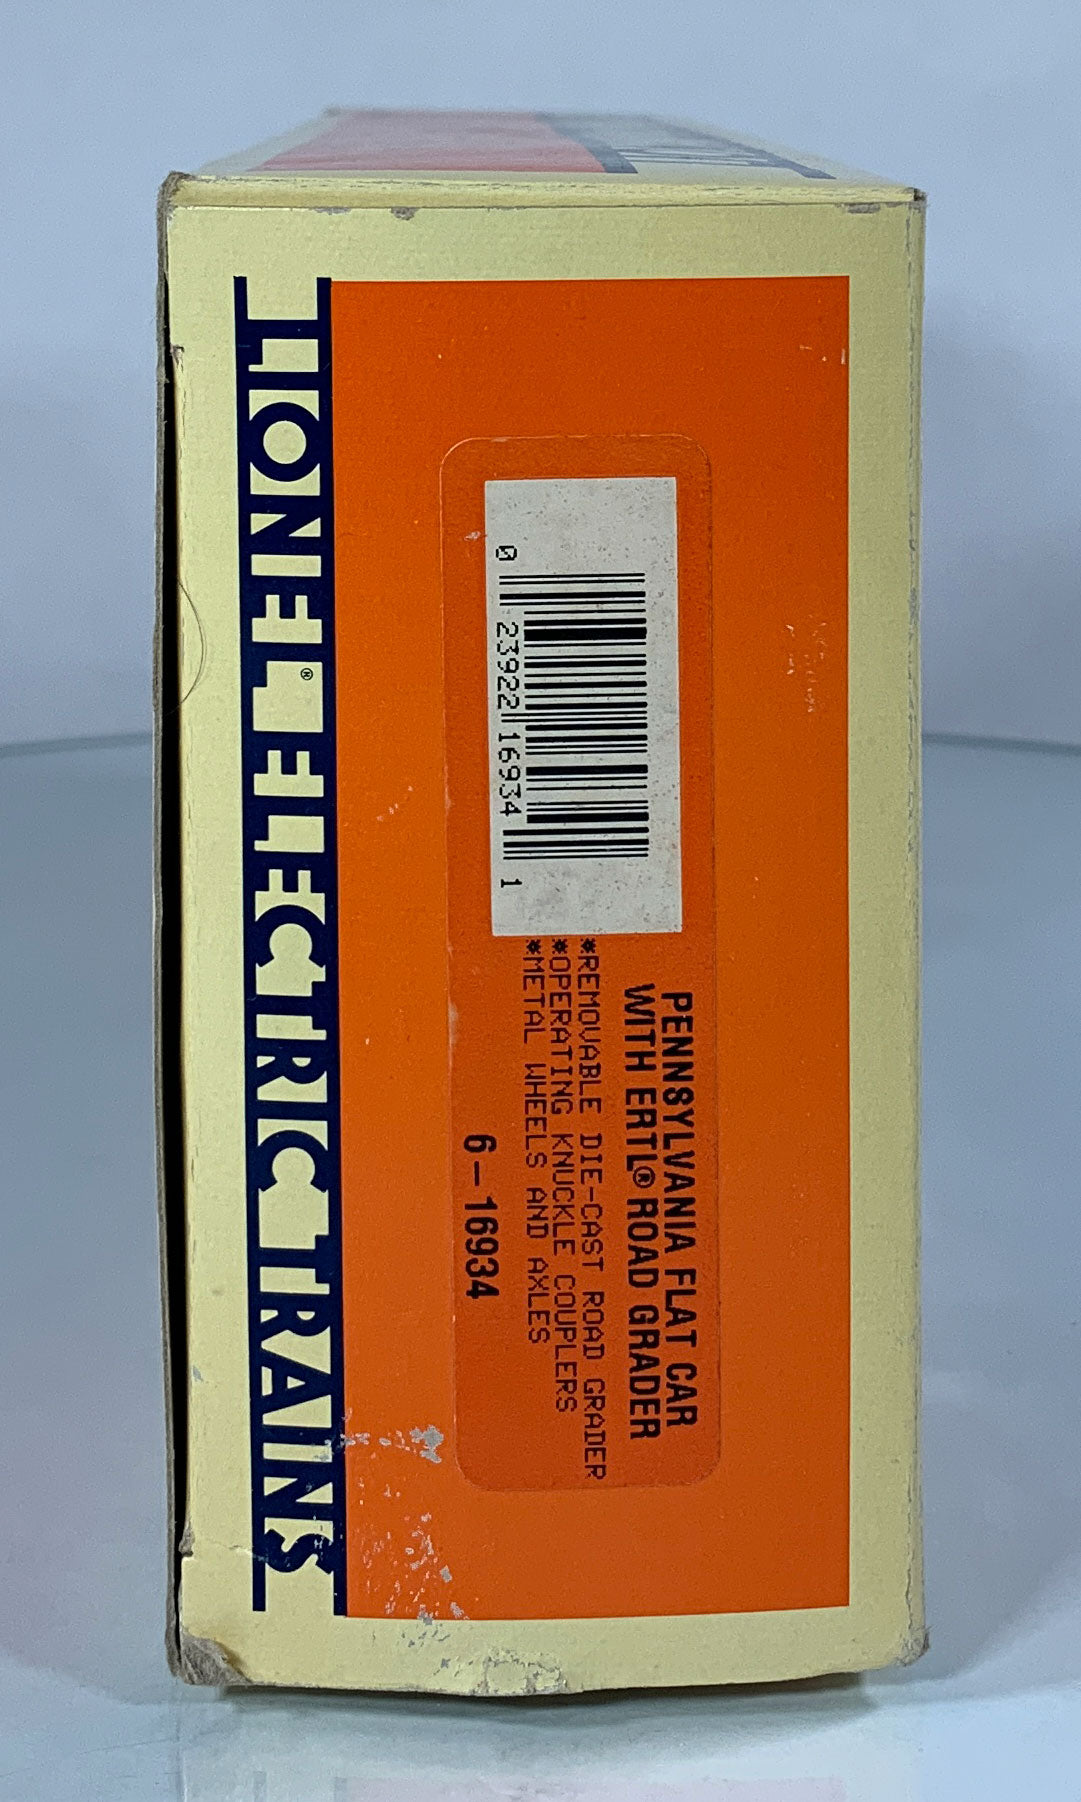 LIONEL® ELECTRIC TRAINS
0 23922 16934 1
PENNSYLVANIA FLAT CAR
WITH ERTL® ROAD GRADER
*REMOVABLE DIE-CAST ROAD GRADER
*OPERATING KNUCKLE COUPLERS
*METAL WHEELS AND AXLES
6-16934